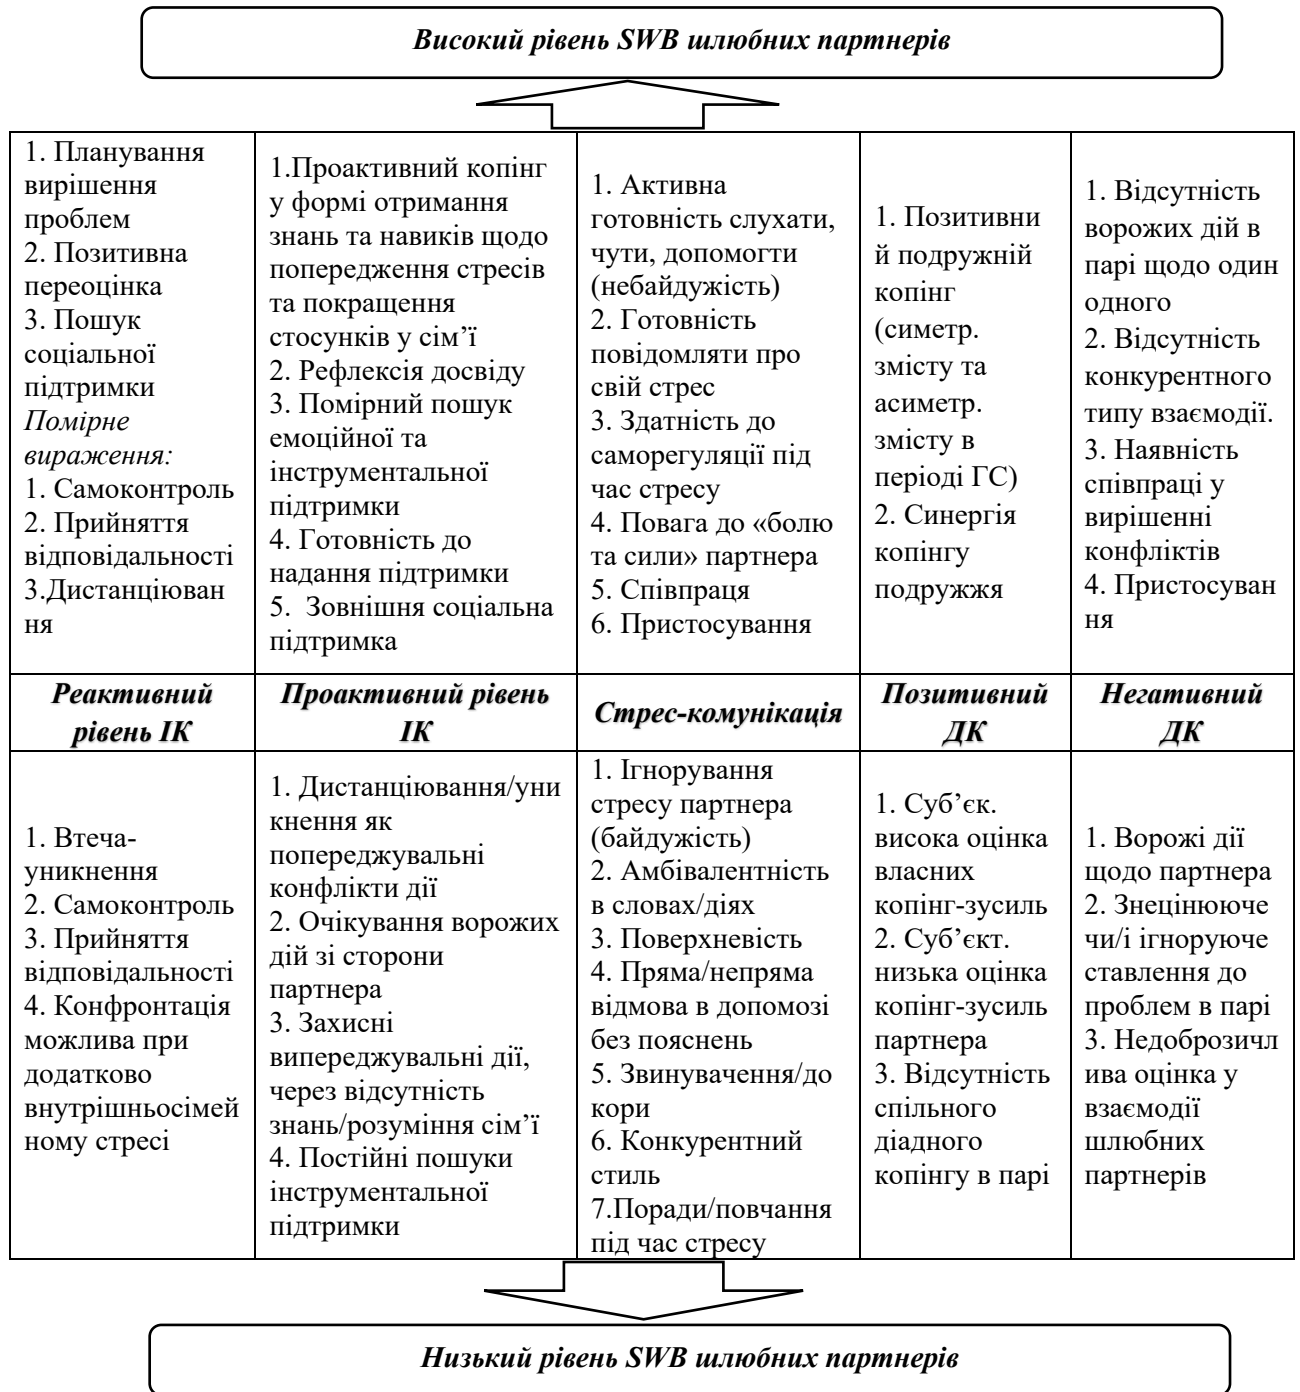 Високий рівень SWB шлюбних партнерів
1. Планування
вирішення
проблем
2. Позитивна
переоцінка
3. Пошук
соціальної
підтримки
Помірне
вираження:
1. Самоконтроль
2. Прийняття
відповідальності
3.Дистанціюван
ня
1.Проактивний копінг
у формі отримання
знань та навиків щодо
попередження стресів
та покращення
стосунків у сім’ї
2. Рефлексія досвіду
3. Помірний пошук
емоційної та
інструментальної
підтримки
4. Готовність до
надання підтримки
5. Зовнішня соціальна
підтримка
1. Активна
готовність слухати,
чути, допомогти
(небайдужість)
2. Готовність
повідомляти про
свій стрес
3. Здатність до
саморегуляції під
час стресу
4. Повага до «болю
та сили» партнера
5. Співпраця
6. Пристосування
1. Позитивни
й подружній
копінг
(симетр.
змісту та
асиметр.
змісту в
періоді ГС)
2. Синергія
копінгу
подружжя
1. Відсутність
ворожих дій в
парі щодо один
одного
2. Відсутність
конкурентного
типу взаємодії.
3. Наявність
співпраці у
вирішенні
конфліктів
4. Пристосуван
ня
Реактивний
рівень ІК
Проактивний рівень
ІК
Стрес-комунікація
Позитивний
ДК
Негативний
ДК
1. Втеча-
уникнення
2. Самоконтроль
3. Прийняття
відповідальності
4. Конфронтація
можлива при
додатково
внутрішньосімей
ному стресі
1. Дистанціювання/уни
кнення як
попереджувальні
конфлікти дії
2. Очікування ворожих
дій зі сторони
партнера
3. Захисні
випереджувальні дії,
через відсутність
знань/розуміння сім’ї
4. Постійні пошуки
інструментальної
підтримки
1. Ігнорування
стресу партнера
(байдужість)
2. Амбівалентність
в словах/діях
3. Поверхневість
4. Пряма/непряма
відмова в допомозі
без пояснень
5. Звинувачення/до
кори
6. Конкурентний
стиль
7.Поради/повчання
під час стресу
1. Суб’єк.
висока оцінка
власних
копінг-зусиль
2. Суб’єкт.
низька оцінка
копінг-зусиль
партнера
3. Відсутність
спільного
діадного
копінгу в парі
1. Ворожі дії
щодо партнера
2. Знецінююче
чи/і ігноруюче
ставлення до
проблем в парі
3. Недоброзичл
ива оцінка у
взаємодії
шлюбних
партнерів
Низький рівень SWB шлюбних партнерів